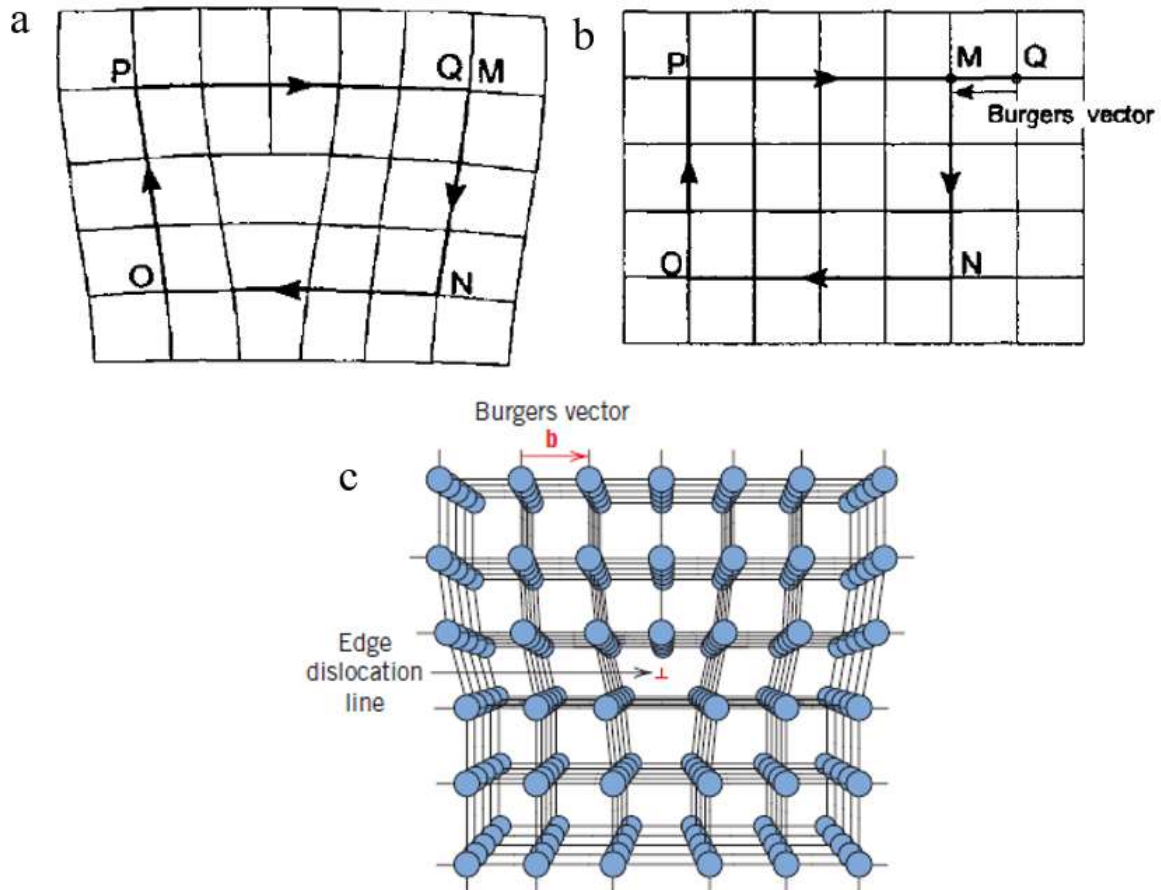 a
P
Q M
O
N
b
P
M
Q
Burgers vector
O
N
c
Burgers vector
b
Edge
dislocation
line
⊥